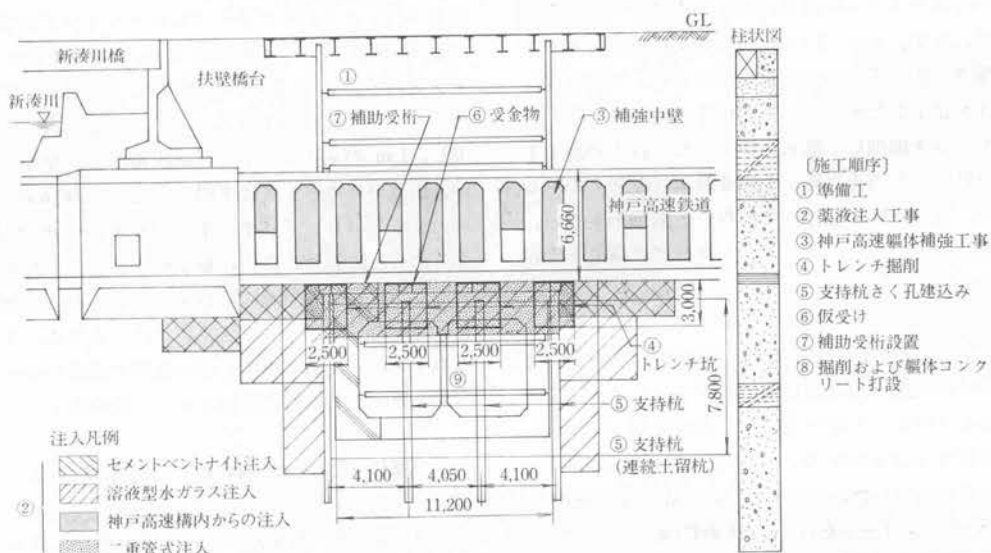 GL
柱状図
新湊川橋
扶壁橋台
新湊川
①
⑦補助受桁
⑥受金物
③補強中壁
神戸高速鉄道
6,660
3,000
7,800
2,500
2,500
2,500
2,500
④
トレンチ坑
⑨
⑤支持杭
⑤支持杭
(連続土留杭)
4,100
4,050
4,100
11,200
注入凡例
②
セメントベントナイト注入
溶液型水ガラス注入
神戸高速構内からの注入
二重管式注入
〔施工順序〕
①準備工
②薬液注入工事
③神戸高速軀体補強工事
④トレンチ掘削
⑤支持杭さく孔建込み
⑥仮受け
⑦補助受桁設置
⑧掘削および軀体コンク
リート打設